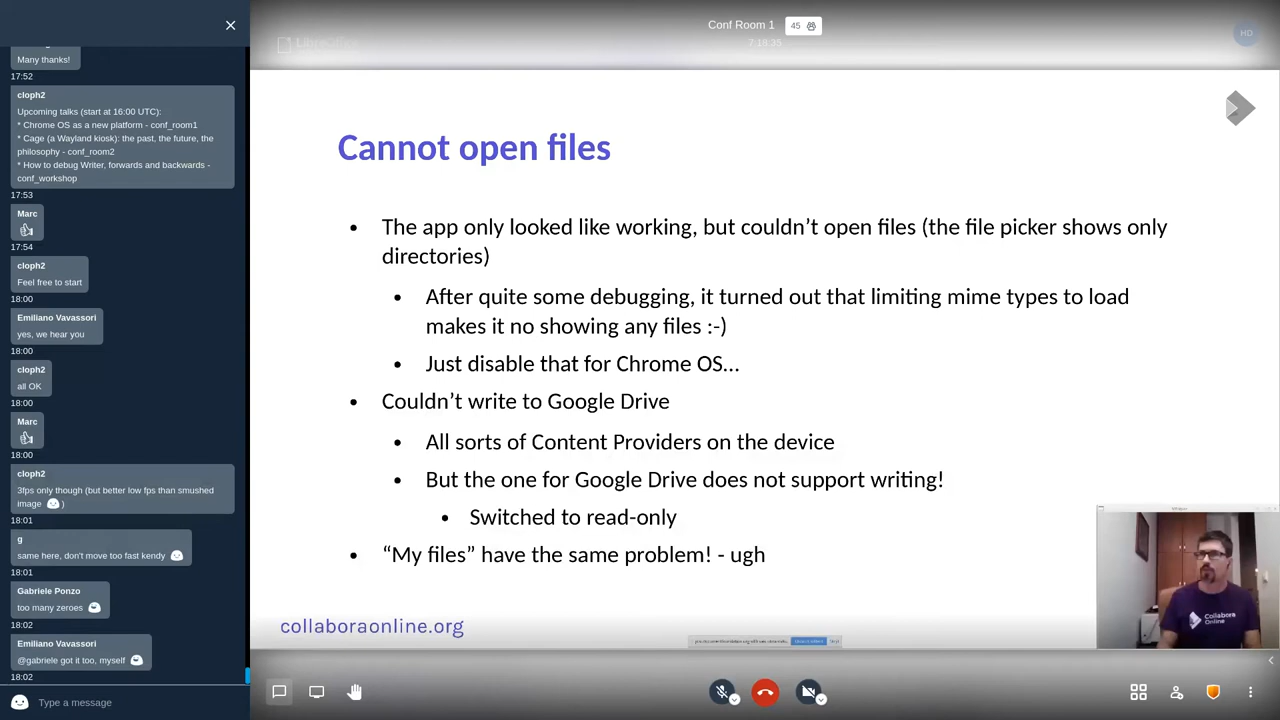 Many thanks!
17:52
cloph2
Upcoming talks (start at 16:00 UTC):
* Chrome OS as a new platform - conf_room1
* Cage (a Wayland kiosk): the past, the future, the
philosophy - conf_room2
* How to debug Writer, forwards and backwards -
conf_workshop
17:53
Marc
17:54
cloph2
Feel free to start
18:00
Emiliano Vavassori
yes, we hear you
18:00
cloph2
all OK
18:00
Marc
18:00
cloph2
3fps only though (but better low fps than smushed
image )
18:01
g
same here, don't move too fast kendy
18:01
Gabriele Ponzo
too many zeroes
18:02
Emiliano Vavassori
@gabriele got it too, myself
18:02
Type a message
Conf Room 1
45
7:18:35
HD
LibreOffice
Cannot open files
• The app only looked like working, but couldn’t open files (the file picker shows only
directories)
• After quite some debugging, it turned out that limiting mime types to load
makes it no showing any files :-)
• Just disable that for Chrome OS...
• Couldn’t write to Google Drive
• All sorts of Content Providers on the device
• But the one for Google Drive does not support writing!
• Switched to read-only
• “My files” have the same problem! - ugh
collaboraonline.org
Collabora
Online